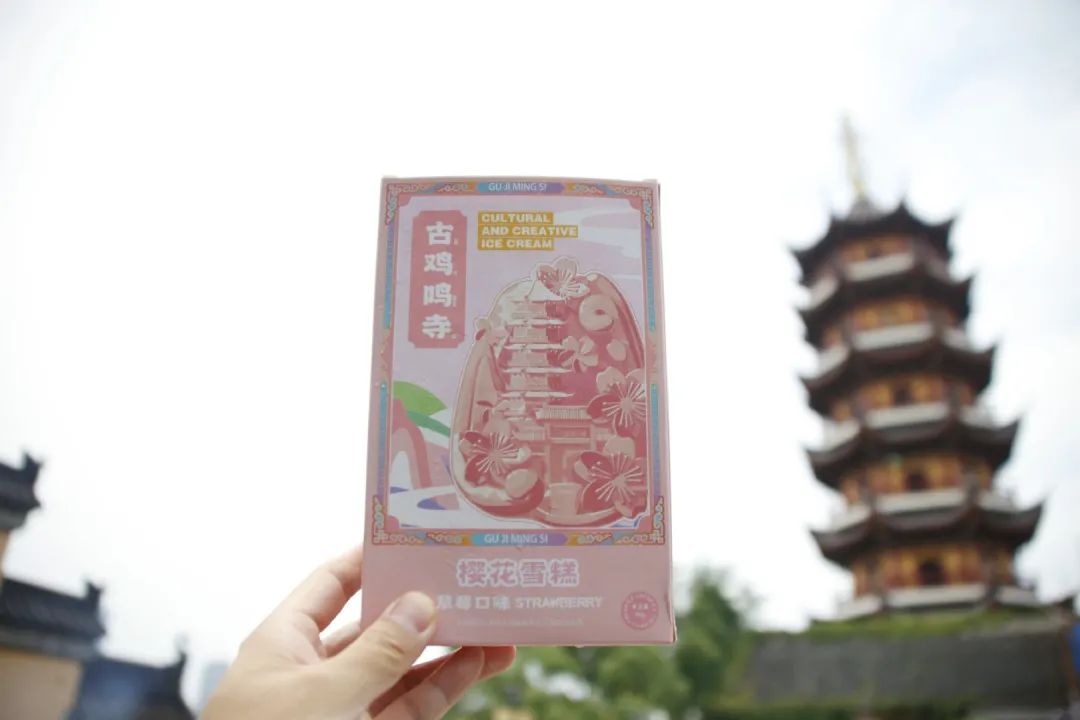 GU JI MING SI
古鸡鸣寺
CULTURAL
AND CREATIVE
ICE CREAM
GU JI MING SI
樱花雪糕
草莓口味 STRAWBERRY